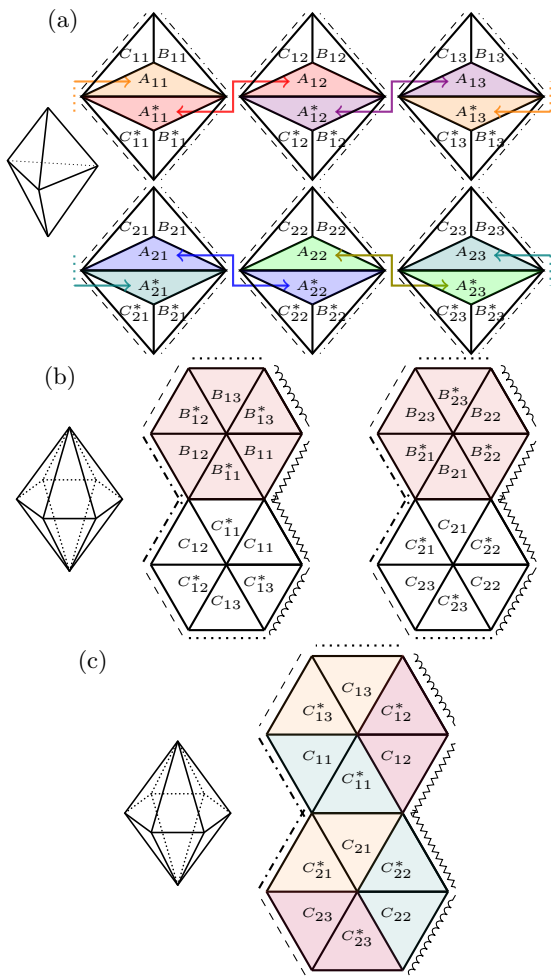 (a)
C₁₁ B₁₁ C₁₂ B₁₂ C₁₃ B₁₃
A₁₁ A₁₂ A₁₃
A*₁₁ A*₁₂ A*₁₃
C*₁₁ B*₁₁ C*₁₂ B*₁₂ C*₁₃ B*₁₃
C₂₁ B₂₁ C₂₂ B₂₂ C₂₃ B₂₃
A₂₁ A₂₂ A₂₃
A*₂₁ A*₂₂ A*₂₃
C*₂₁ B*₂₁ C*₂₂ B*₂₂ C*₂₃ B*₂₃
(b)
B₁₃ B*₂₃
B*₁₂ B*₁₃ B₂₃ B₂₂
B₁₂ B₁₁ B*₂₁ B*₂₂
B*₁₁ B₂₁
C*₁₁ C₂₁
C₁₂ C₁₁ C*₂₁ C*₂₂
C*₁₂ C*₁₃ C₂₃ C₂₂
C₁₃ C*₂₃
(c)
C₁₃
C*₁₃ C*₁₂
C₁₁ C₁₂
C*₁₁
C₂₁
C*₂₁ C*₂₂
C₂₃ C₂₂
C*₂₃